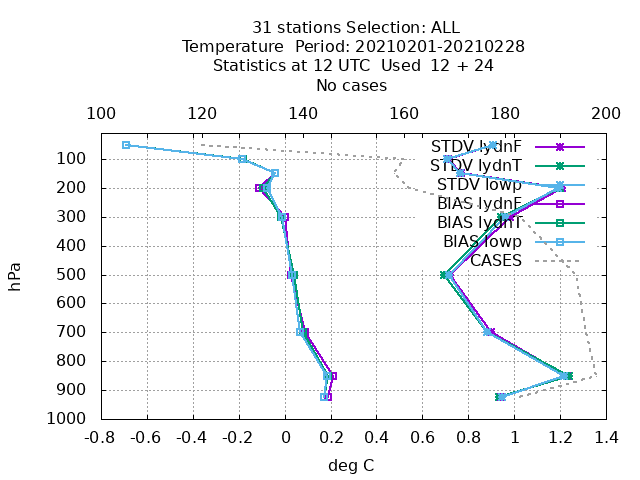 31 stations Selection: ALL
Temperature  Period: 20210201-20210228
Statistics at 12 UTC  Used  12 + 24
No cases
100 120 140 160 180 200
STDV lydnF
100
STDV lydnT
200
STDV lowp
BIAS lydnF
300
BIAS lydnT
400
BIAS lowp
CASES
500
hPa
600
700
800
900
1000
-0.8 -0.6 -0.4 -0.2 0 0.2 0.4 0.6 0.8 1 1.2 1.4
deg C